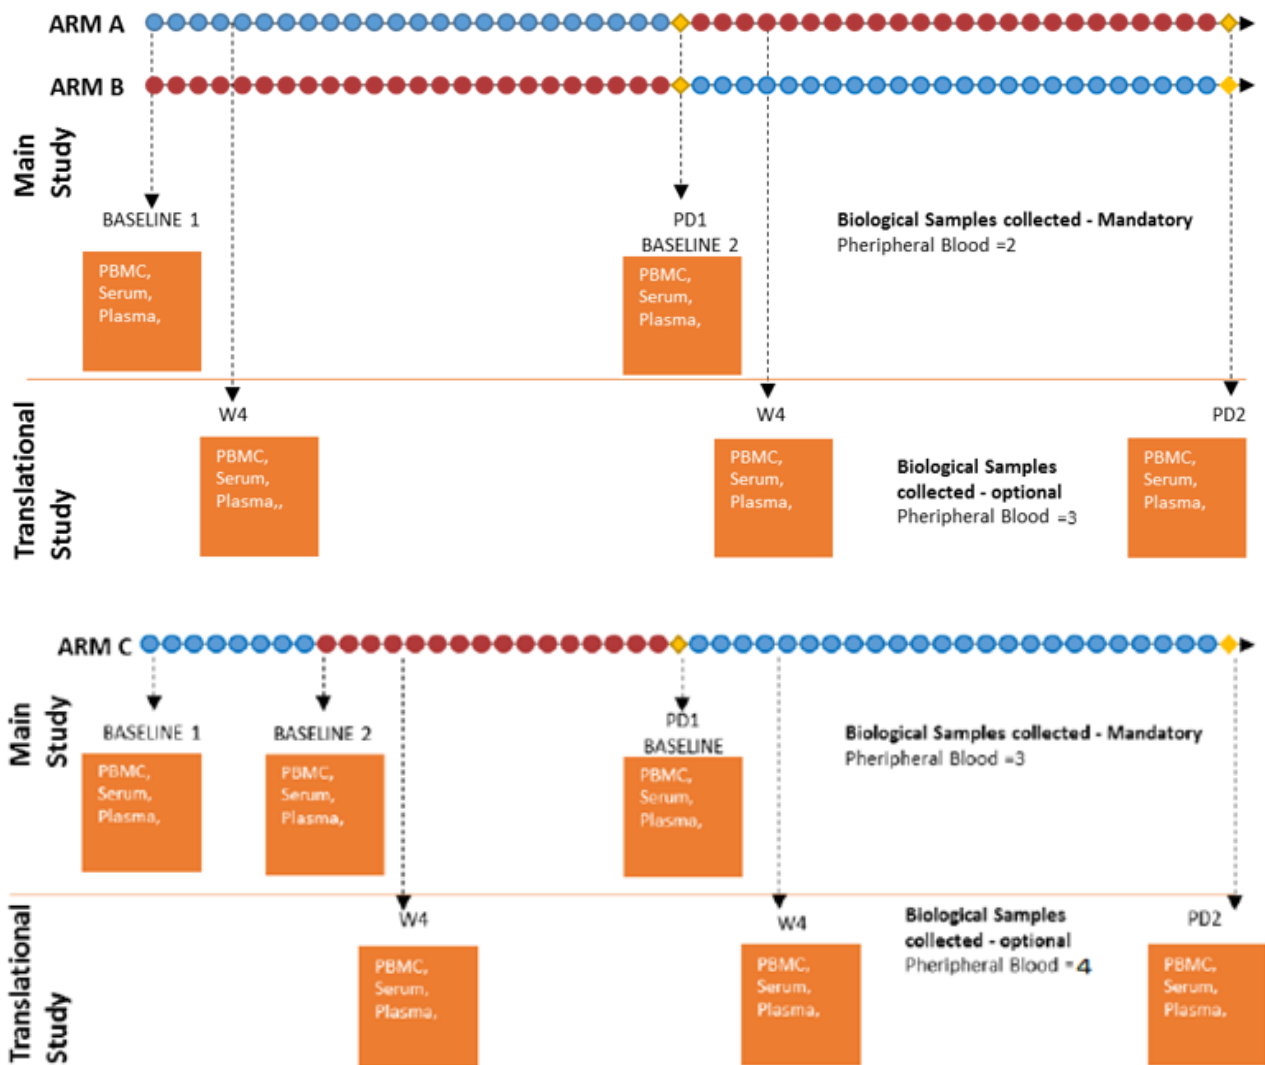 ARM A
ARM B
Main
Study
BASELINE 1
PBMC,
Serum,
Plasma,
PD1
BASELINE 2
PBMC,
Serum,
Plasma,
Biological Samples collected - Mandatory
Pheripheral Blood =2
Translational
Study
W4
PBMC,
Serum,
Plasma,,
W4
PBMC,
Serum,
Plasma,
Biological Samples
collected - optional
Pheripheral Blood =3
PD2
PBMC,
Serum,
Plasma,
ARM C
Main
Study
BASELINE 1
PBMC,
Serum,
Plasma,
BASELINE 2
PBMC,
Serum,
Plasma,
PD1
BASELINE
PBMC,
Serum,
Plasma,
Biological Samples collected - Mandatory
Pheripheral Blood =3
Translational
Study
W4
PBMC,
Serum,
Plasma,
W4
PBMC,
Serum,
Plasma,
Biological Samples
collected - optional
Pheripheral Blood =4
PD2
PBMC,
Serum,
Plasma,